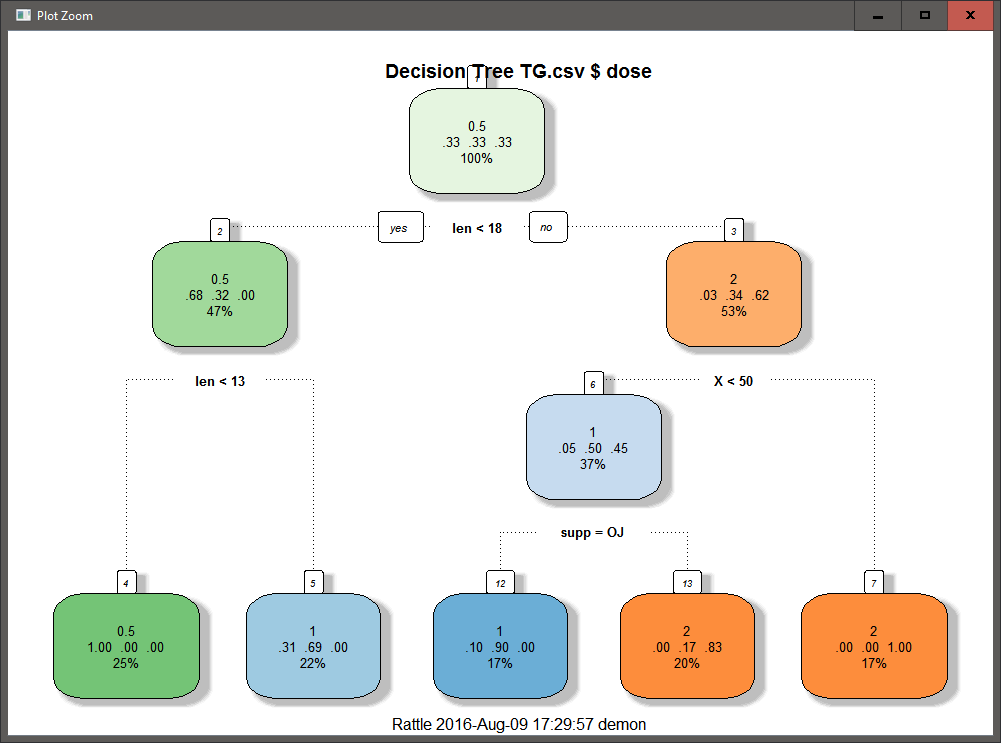 Plot Zoom
Decision Tree TG.csv $ dose
1
0.5
.33 .33 .33
100%
yes len < 18 no
2
0.5
.68 .32 .00
47%
3
2
.03 .34 .62
53%
len < 13
X < 50
6
1
.05 .50 .45
37%
supp = OJ
4
0.5
1.00 .00 .00
25%
5
1
.31 .69 .00
22%
12
1
.10 .90 .00
17%
13
2
.00 .17 .83
20%
7
2
.00 .00 1.00
17%
Rattle 2016-Aug-09 17:29:57 demon